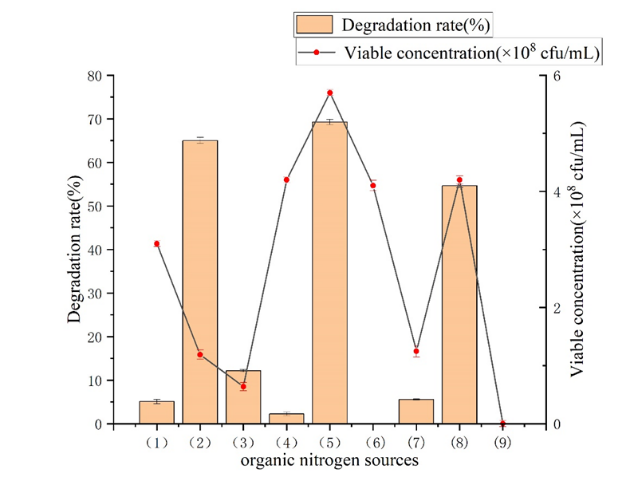 Degradation rate(%)
Viable concentration(×10⁸ cfu/mL)
80
70
60
50
40
30
20
10
0
Degradation rate(%)
6
4
2
0
Viable concentration(×10⁸ cfu/mL)
(1) (2) (3) (4) (5) (6) (7) (8) (9)
organic nitrogen sources